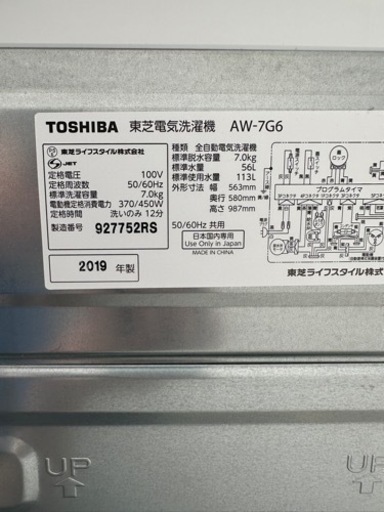 TOSHIBA 東芝電気洗濯機 AW-7G6
東芝ライフスタイル株式会社
JET
定格電圧 100V
定格周波数 50/60Hz
標準洗濯容量 7.0kg
電動機定格消費電力 370/450W
定格時間 洗いのみ 12分
製造番号 927752RS
2019 年製
種類 全自動電気洗濯機
標準脱水容量 7.0kg
標準水量 56L
標準使用水量 113L
外形寸法 幅 563mm
奥行 580mm
高さ 987mm
50/60Hz 共用
日本国内専用
Use Only in Japan
MADE IN CHINA
ロック
プログラムタイマ
東芝ライフスタイル株式
UP
UP